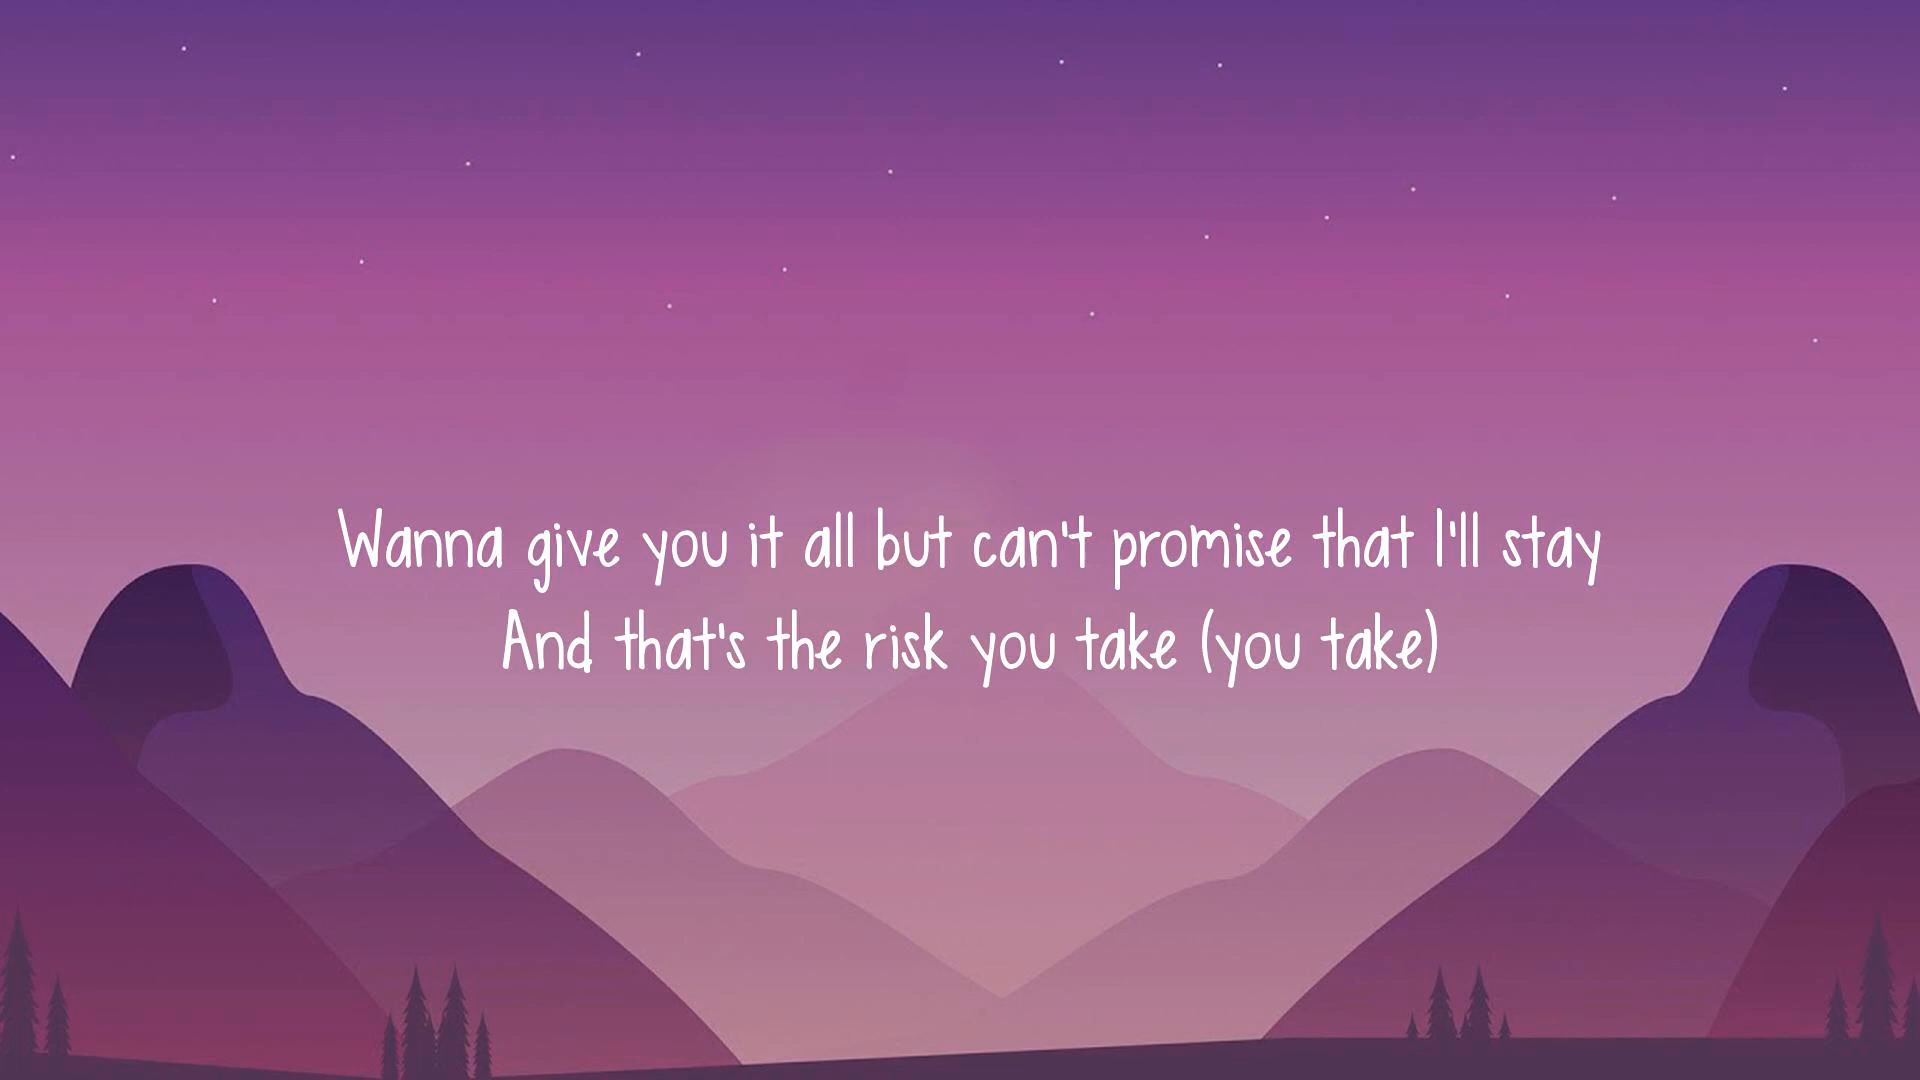 Wanna give you it all but can't promise that I'll stay
And that's the risk you take (you take)